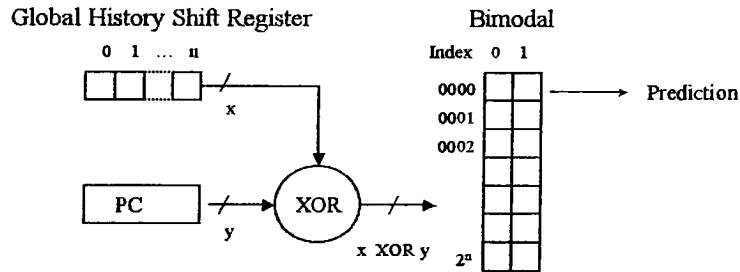 Global History Shift Register
Bimodal
0 1 ... n
Index 0 1
0000
Prediction
x
0001
0002
PC
XOR
y
x XOR y
2ⁿ